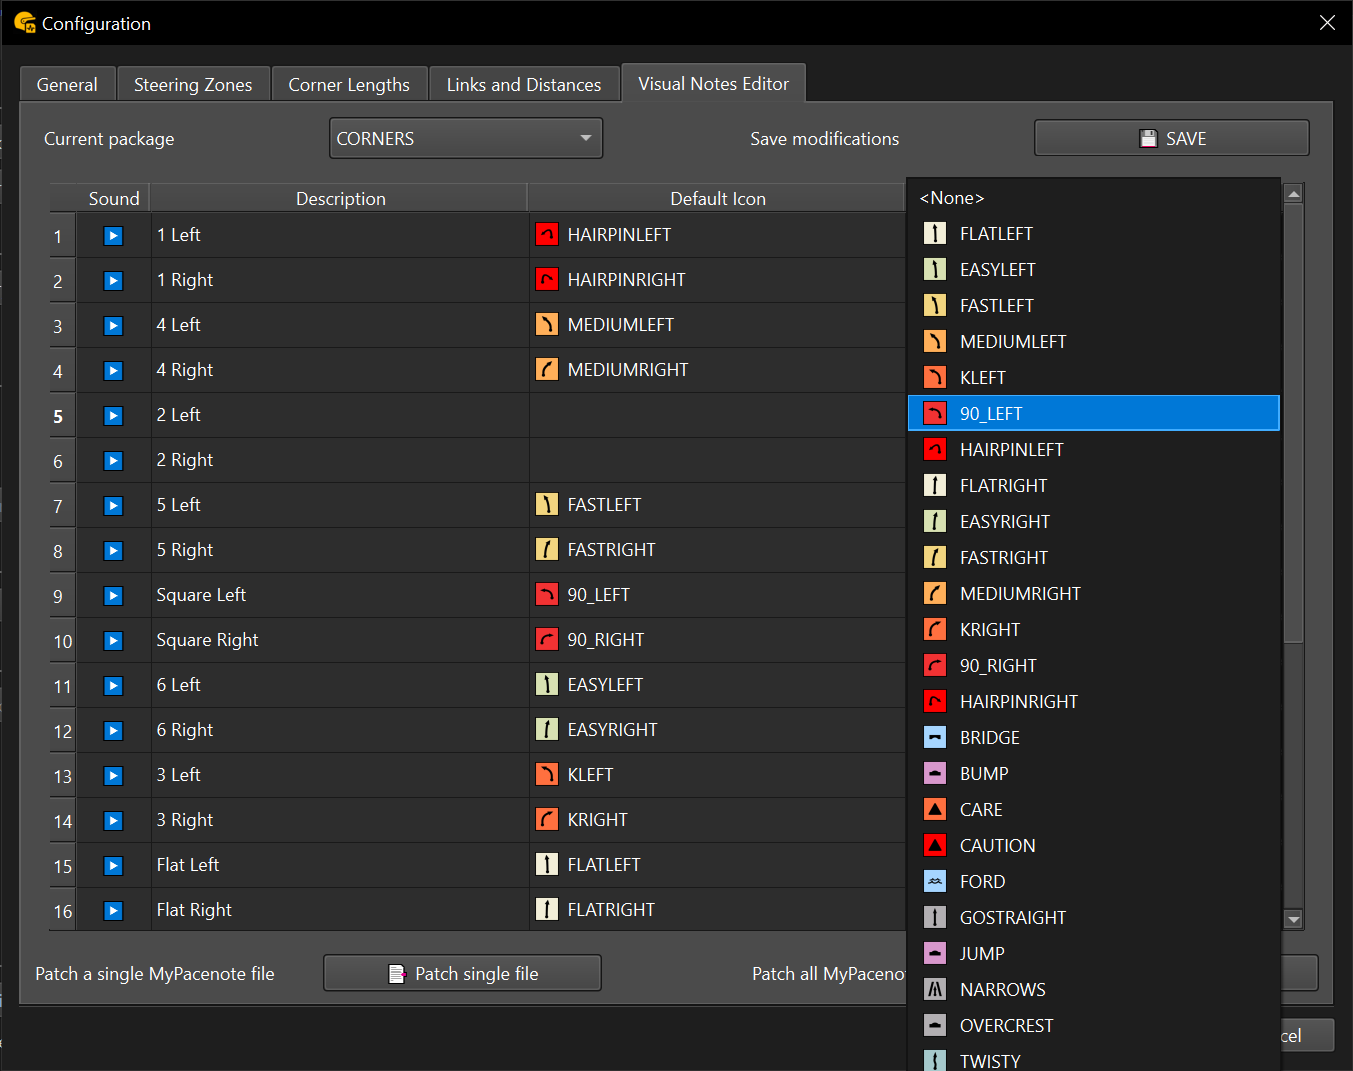 Configuration
General
Steering Zones
Corner Lengths
Links and Distances
Visual Notes Editor
Current package
CORNERS
Save modifications
SAVE
Sound
Description
Default Icon
1
1 Left
HAIRPINLEFT
2
1 Right
HAIRPINRIGHT
3
4 Left
MEDIUMLEFT
4
4 Right
MEDIUMRIGHT
5
2 Left
6
2 Right
7
5 Left
FASTLEFT
8
5 Right
FASTRIGHT
9
Square Left
90_LEFT
10
Square Right
90_RIGHT
11
6 Left
EASYLEFT
12
6 Right
EASYRIGHT
13
3 Left
KLEFT
14
3 Right
KRIGHT
15
Flat Left
FLATLEFT
16
Flat Right
FLATRIGHT
<None>
FLATLEFT
EASYLEFT
FASTLEFT
MEDIUMLEFT
KLEFT
90_LEFT
HAIRPINLEFT
FLATRIGHT
EASYRIGHT
FASTRIGHT
MEDIUMRIGHT
KRIGHT
90_RIGHT
HAIRPINRIGHT
BRIDGE
BUMP
CARE
CAUTION
FORD
GOSTRAIGHT
JUMP
NARROWS
OVERCREST
TWISTY
Patch a single MyPacenote file
Patch single file
Patch all MyPaceno
cel